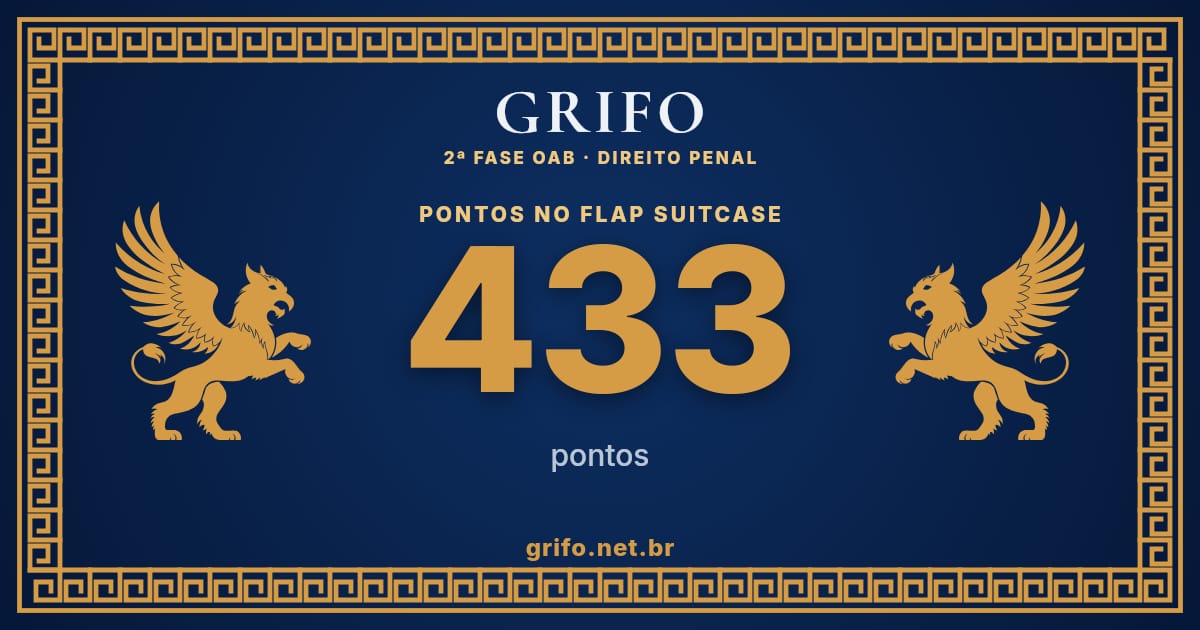 GRIFO
2ª FASE OAB · DIREITO PENAL
PONTOS NO FLAP SUITCASE
433
pontos
grifo.net.br